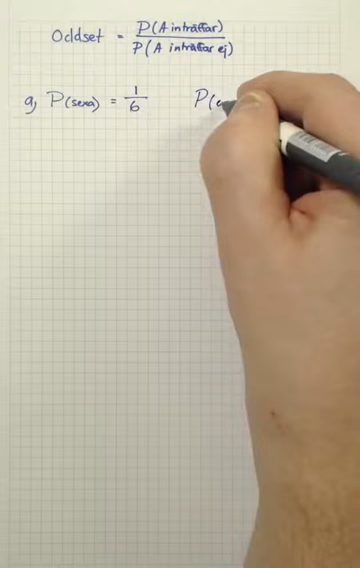 Oddset = P(A inträffar) / P(A inträffar ej)
a, P(sexa) = 1/6 P(e